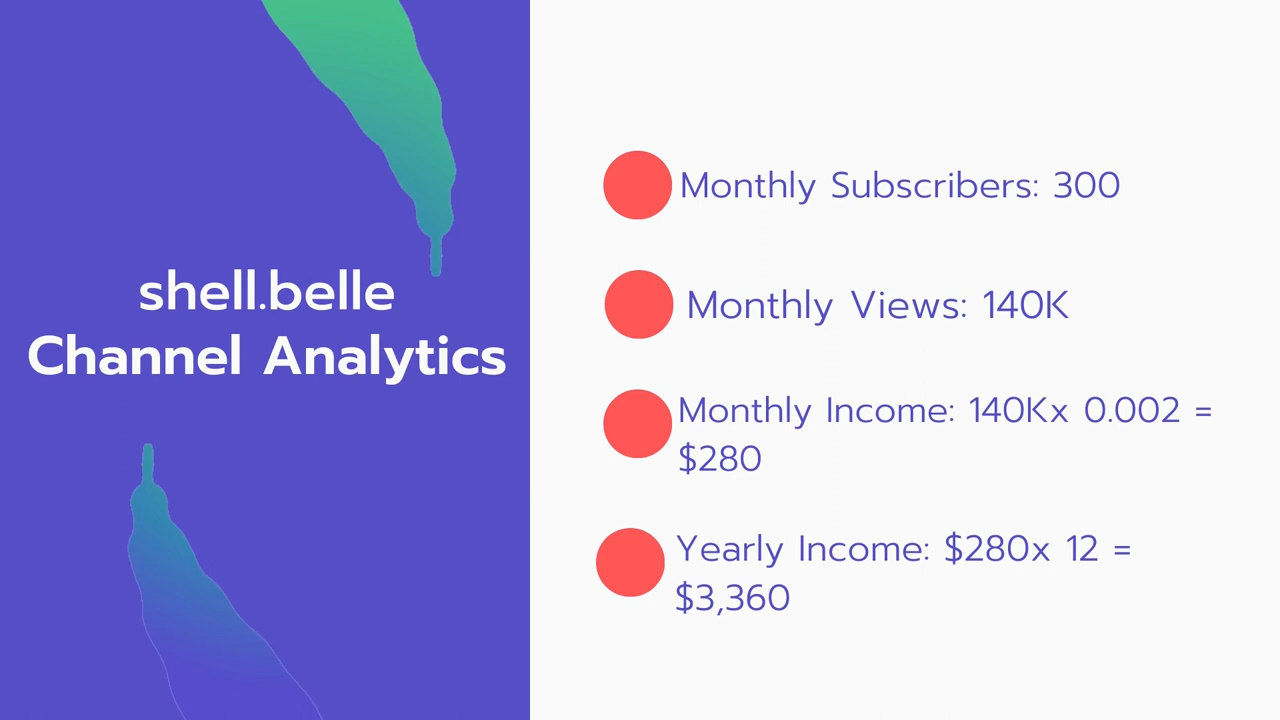 shell.belle
Channel Analytics
Monthly Subscribers: 300
Monthly Views: 140K
Monthly Income: 140Kx 0.002 =
$280
Yearly Income: $280x 12 =
$3,360